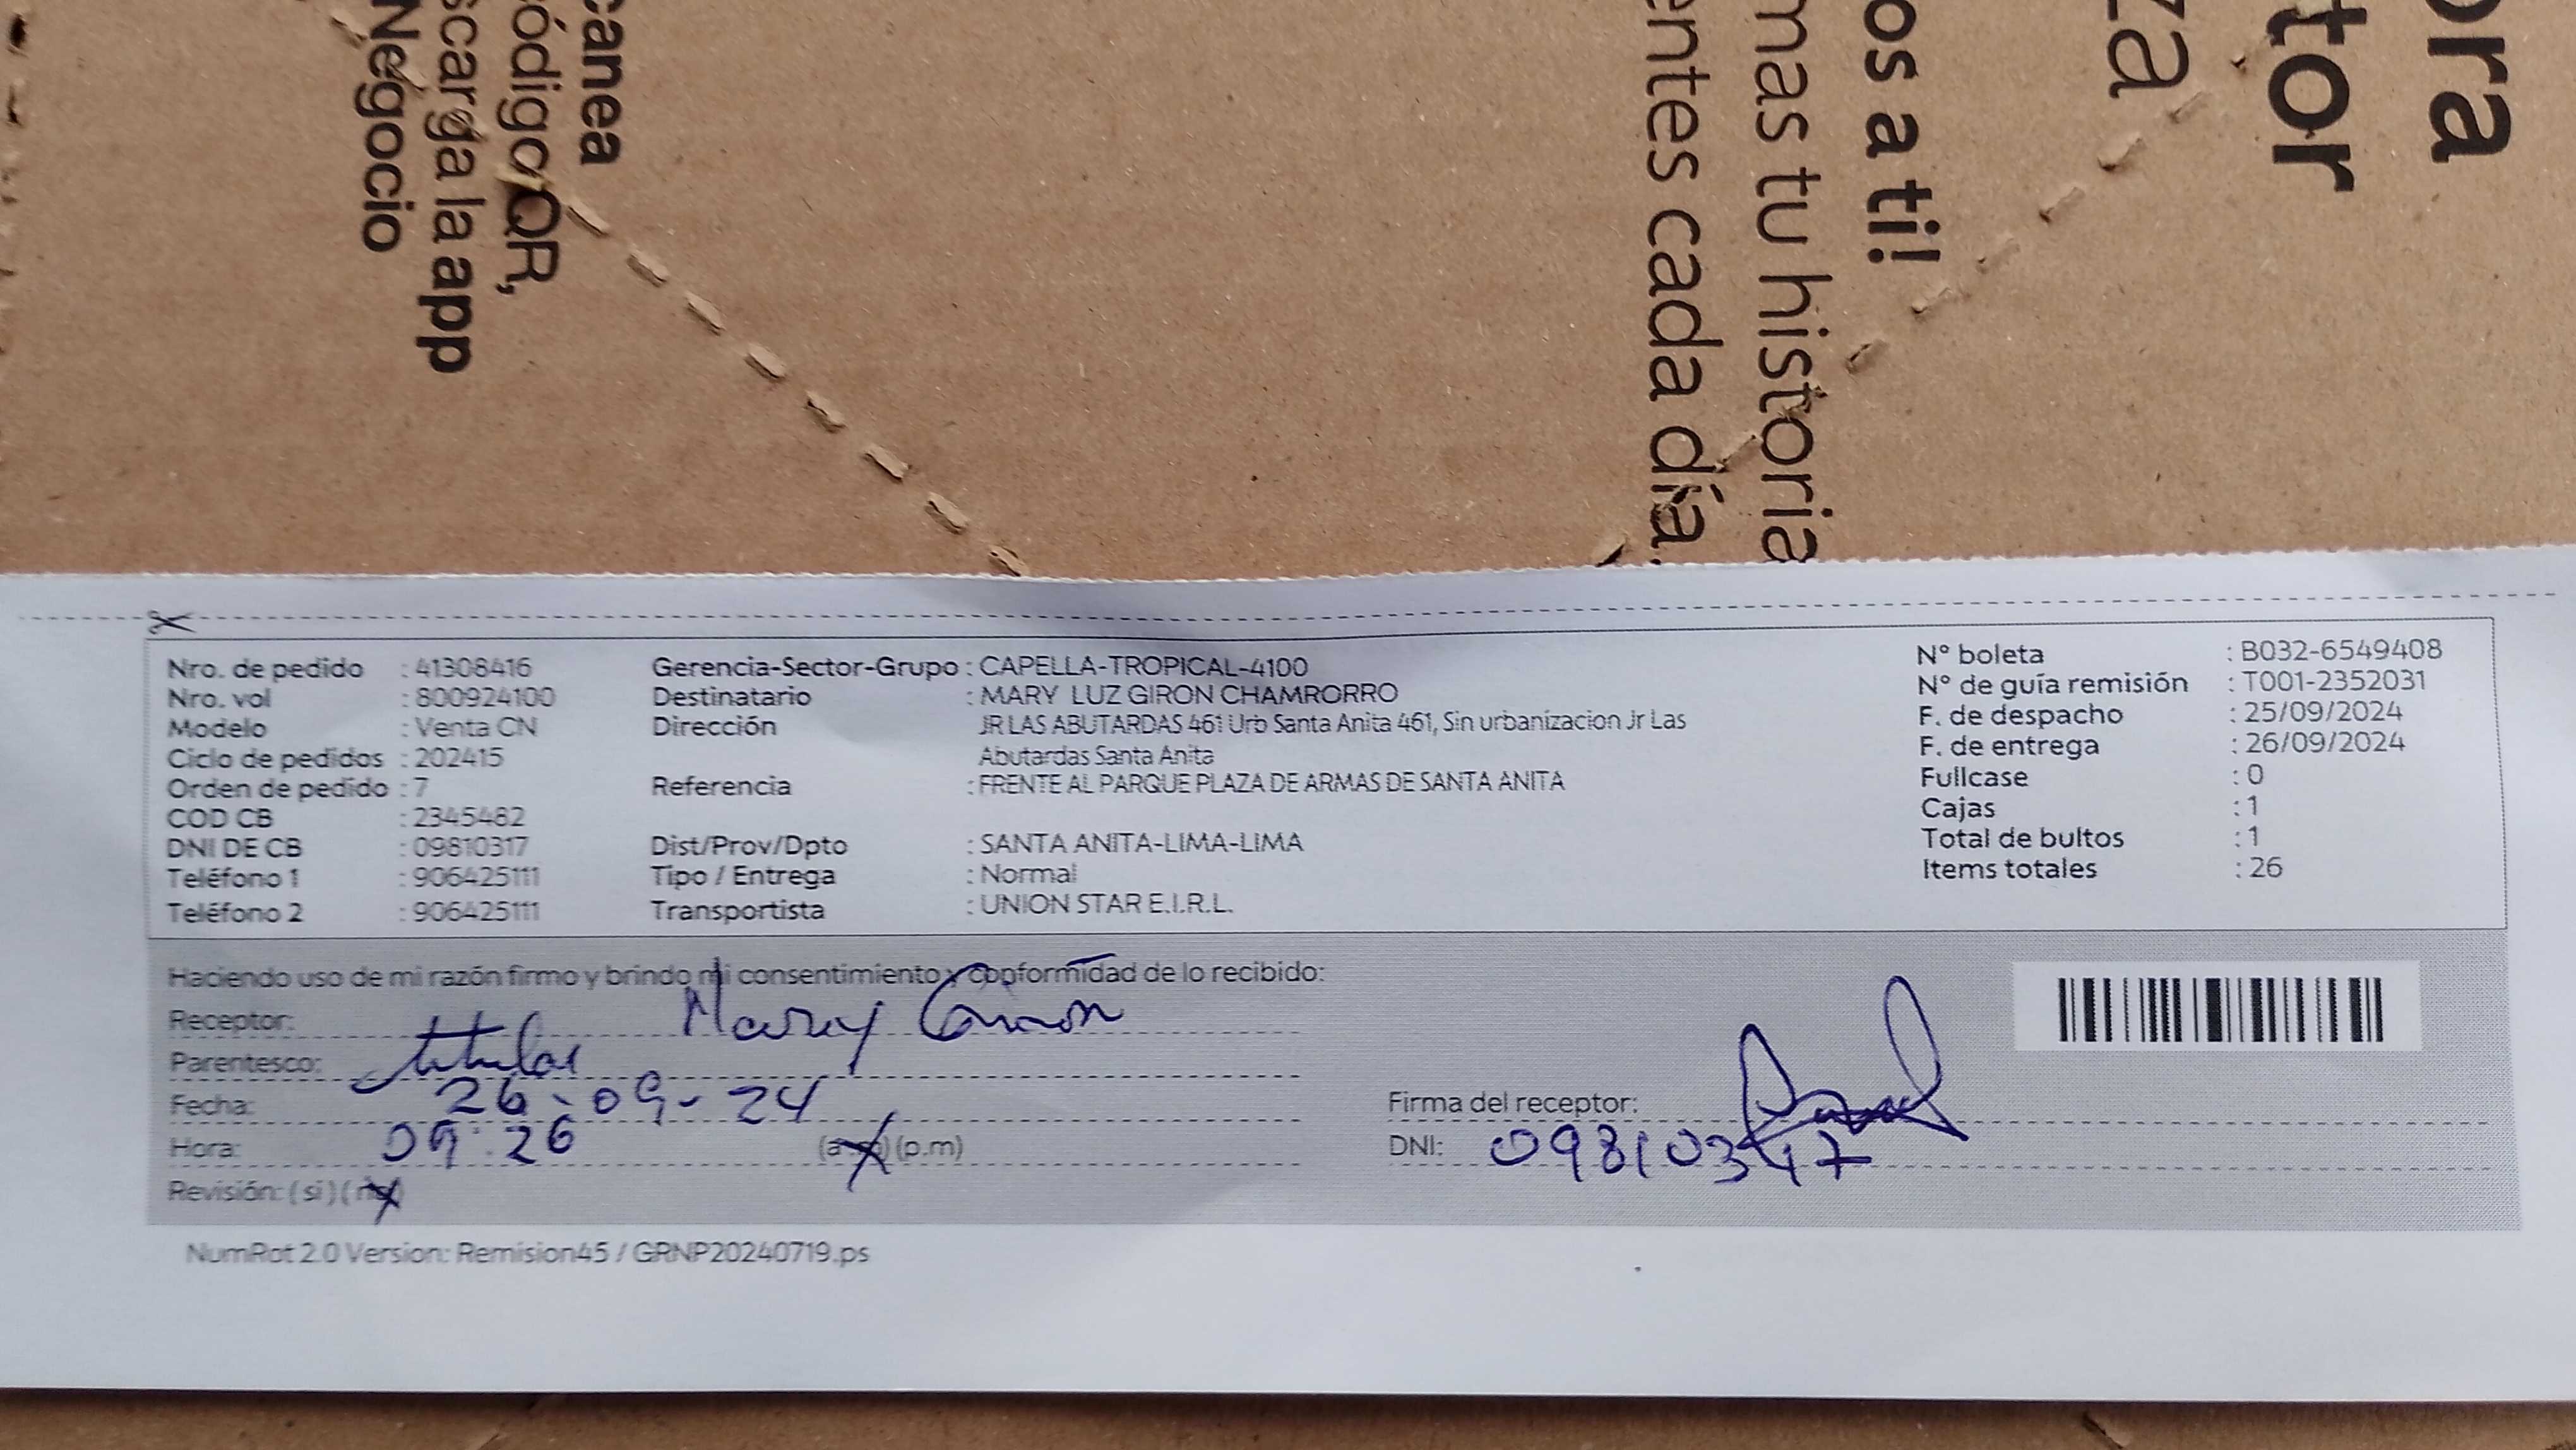 canea
ódigo QR,
scarga la app
Negocio
ora
tor
za
os a ti!
mas tu historia
entes cada día
Nro. de pedido : 41308416
Nro. vol : 800924100
Modelo : Venta CN
Ciclo de pedidos : 202415
Orden de pedido : 7
COD CB : 2345482
DNI DE CB : 09810317
Teléfono 1 : 906425111
Teléfono 2 : 906425111
Gerencia-Sector-Grupo : CAPELLA-TROPICAL-4100
Destinatario : MARY LUZ GIRON CHAMRORRO
Dirección JR LAS ABUTARDAS 461 Urb Santa Anita 461, Sin urbanizacion Jr Las
Abutardas Santa Anita
Referencia : FRENTE AL PARQUE PLAZA DE ARMAS DE SANTA ANITA
Dist/Prov/Dpto : SANTA ANITA-LIMA-LIMA
Tipo / Entrega : Normal
Transportista : UNION STAR E.I.R.L.
N° boleta : B032-6549408
N° de guía remisión : T001-2352031
F. de despacho : 25/09/2024
F. de entrega : 26/09/2024
Fullcase : 0
Cajas : 1
Total de bultos : 1
Items totales : 26
Haciendo uso de mi razón firmo y brindo mi consentimiento y conformidad de lo recibido:
Receptor: Mary Giron
Parentesco: titular
Fecha: 26-09-24
Hora: 09:26 (a.m) (p.m)
Revisión: (si) (no)
Firma del receptor:
DNI: 09810347
NumRot 2.0 Version: Remision45 / GRNP20240719.ps